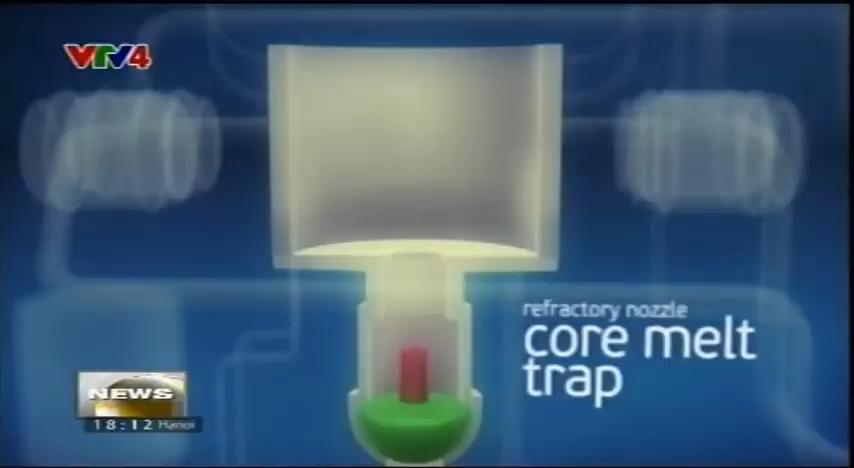 VTV4
refractory nozzle
core melt
trap
NEWS
18:12 Hanoi